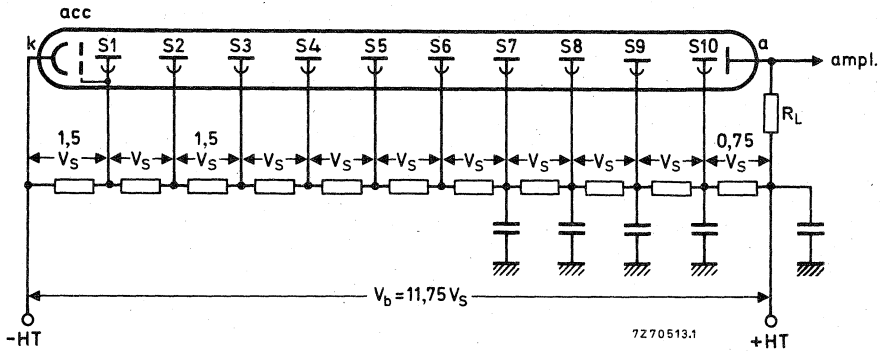 acc
k S1 S2 S3 S4 S5 S6 S7 S8 S9 S10 a ampl.
R_L
1,5 1,5 0,75
V_S V_S V_S V_S V_S V_S V_S V_S V_S V_S V_S
V_b = 11,75 V_S
-HT 7Z70513.1 +HT